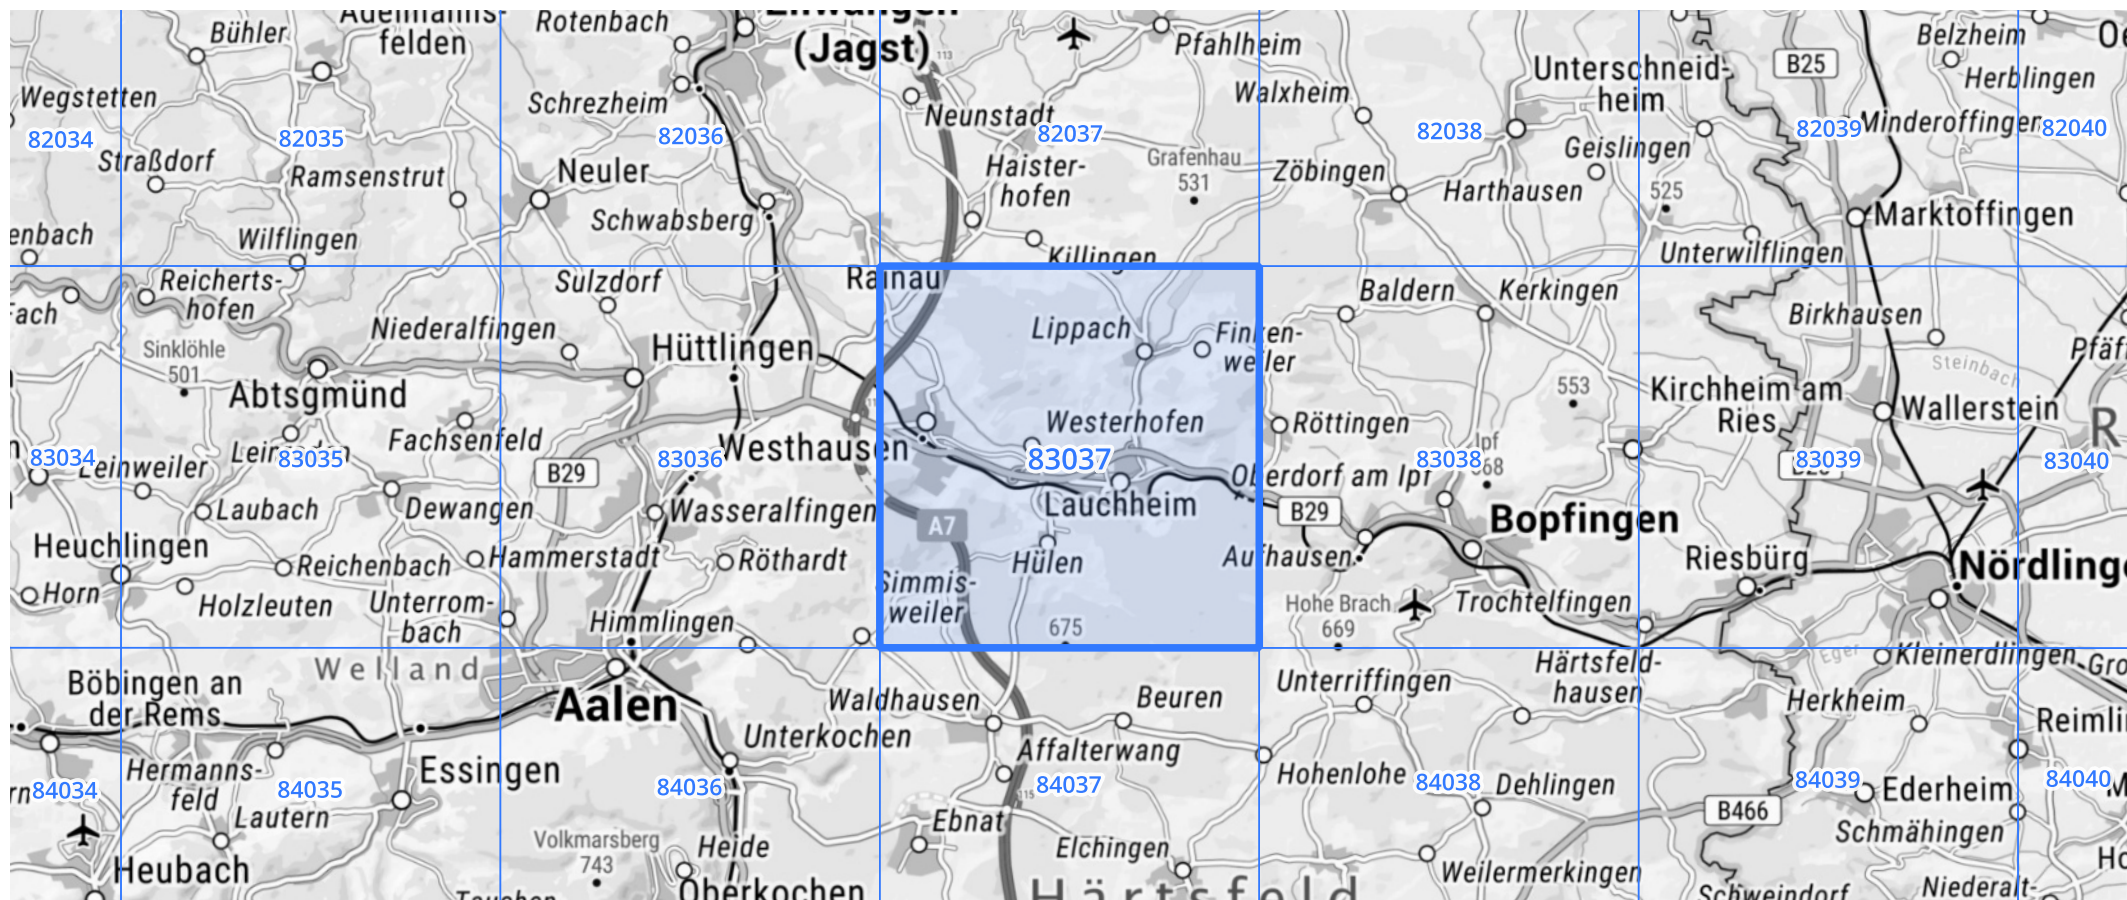 Bühler
Adelmanns-
felden
Rotenbach
Ellwangen
(Jagst)
113
Pfahlheim
Unterschneid-
heim
B25
Belzheim
Herblingen
Wegstetten
Schrezheim
Neunstadt
Walxheim
82034
82035
82036
82037
82038
82039
Minderoffingen
82040
Straßdorf
Ramsenstrut
Neuler
Haister-
hofen
Grafenhau
531
Zöbingen
Harthausen
Geislingen
525
Schwabsberg
Marktoffingen
enbach
Wilflingen
Killingen
Unterwilflingen
Reicherts-
hofen
Sulzdorf
Rainau
Baldern
Kerkingen
Birkhausen
Niederalfingen
Hüttlingen
Lippach
Finken-
weiler
Steinbach
Sinklöhle
501
Abtsgmünd
553
Kirchheim am
Ries
Wallerstein
R
Fachsenfeld
Westerhofen
Röttingen
Ipf
Westhausen
83034
Leinweiler
83035
B29
83036
83037
83038
83039
83040
Oberdorf am Ipf
Laubach
Dewangen
Wasseralfingen
Lauchheim
B29
Bopfingen
A7
Heuchlingen
Reichenbach
Hammerstadt
Röthardt
Hülen
Aufhausen
Riesbürg
Horn
Holzleuten
Unterrom-
bach
Himmlingen
Simmis-
weiler
675
Hohe Brach
669
Trochtelfingen
Welland
Böbingen an
der Rems
Aalen
Waldhausen
Beuren
Unterriffingen
Härtsfeld-
hausen
Eger
Kleinerdlingen
Herkheim
Unterkochen
Affalterwang
Hermanns-
feld
Essingen
Hohenlohe
Dehlingen
Ederheim
84034
84035
84036
115
84037
84038
84039
84040
B466
Lautern
Volkmarsberg
743
Heide
Ebnat
Elchingen
Schmähingen
Heubach
Oberkochen
Härtsfeld
Weilermerkingen
Schweindorf
Niederalt-